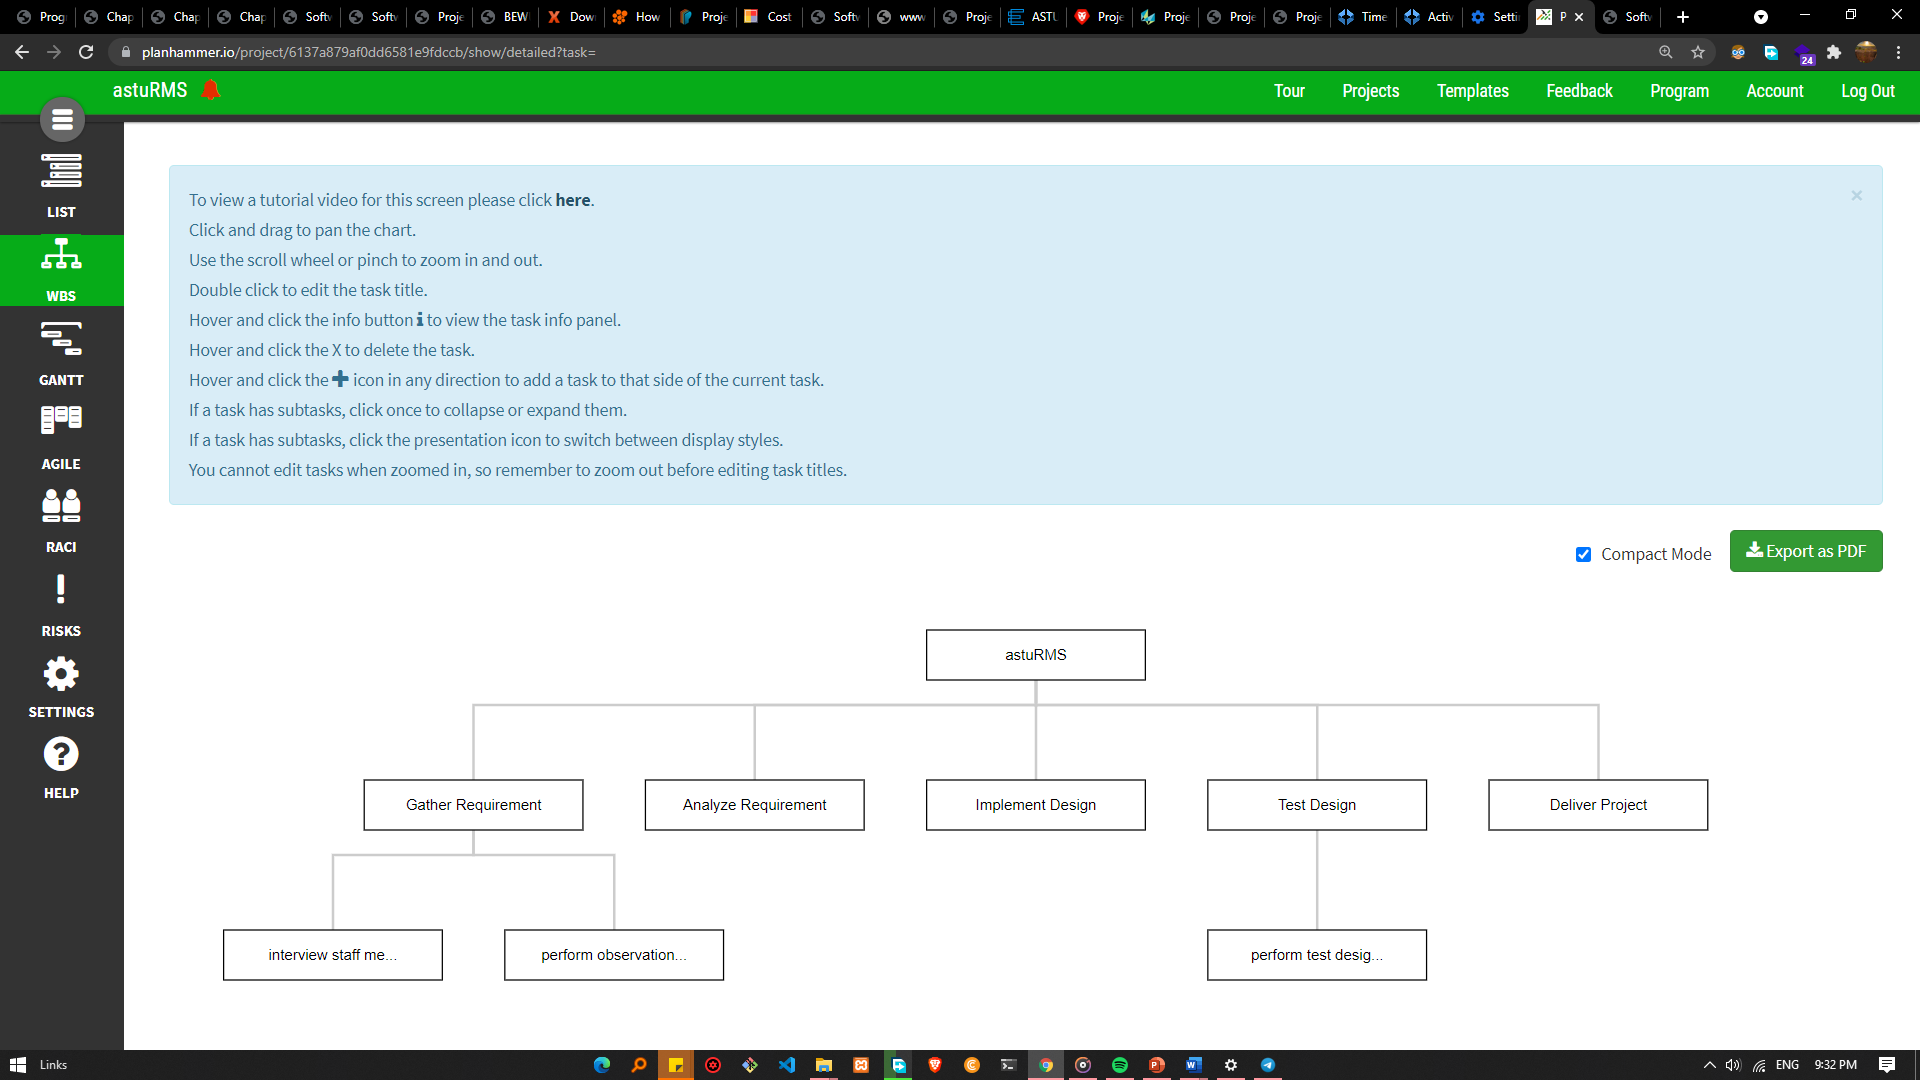 Prog
Chap
Chap
Chap
Softw
Softw
Proje
BEW
Dow
How
Proje
Cost
Softw
www
Proje
ASTU
Proje
Proje
Proje
Proje
Time
Activ
Setti
P
Softw
planhammer.io/project/6137a879af0dd6581e9fdccb/show/detailed?task=
24
astuRMS
Tour
Projects
Templates
Feedback
Program
Account
Log Out
LIST
WBS
GANTT
AGILE
RACI
RISKS
SETTINGS
HELP
To view a tutorial video for this screen please click here.
Click and drag to pan the chart.
Use the scroll wheel or pinch to zoom in and out.
Double click to edit the task title.
Hover and click the info button to view the task info panel.
Hover and click the X to delete the task.
Hover and click the icon in any direction to add a task to that side of the current task.
If a task has subtasks, click once to collapse or expand them.
If a task has subtasks, click the presentation icon to switch between display styles.
You cannot edit tasks when zoomed in, so remember to zoom out before editing task titles.
Compact Mode
Export as PDF
astuRMS
Gather Requirement
Analyze Requirement
Implement Design
Test Design
Deliver Project
interview staff me...
perform observation...
perform test desig...
Links
ENG
9:32 PM